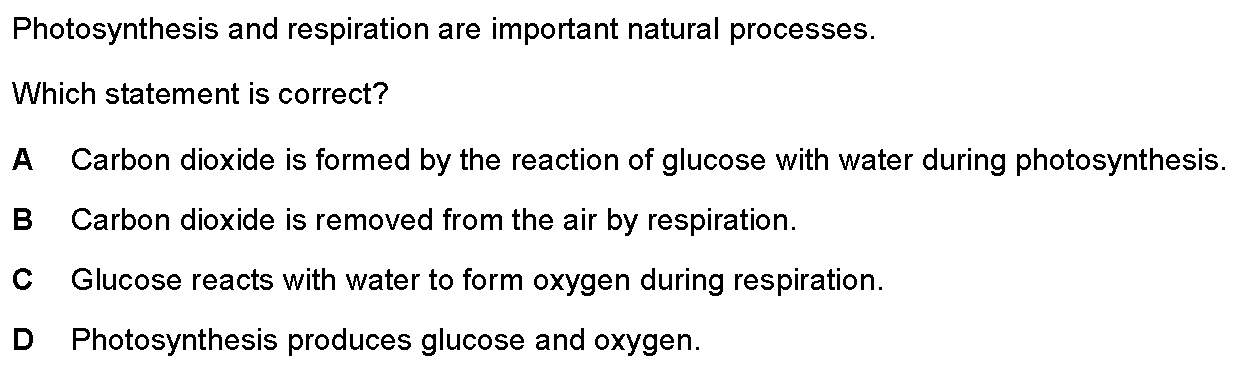 Photosynthesis and respiration are important natural processes.
Which statement is correct?
A Carbon dioxide is formed by the reaction of glucose with water during photosynthesis.
B Carbon dioxide is removed from the air by respiration.
C Glucose reacts with water to form oxygen during respiration.
D Photosynthesis produces glucose and oxygen.